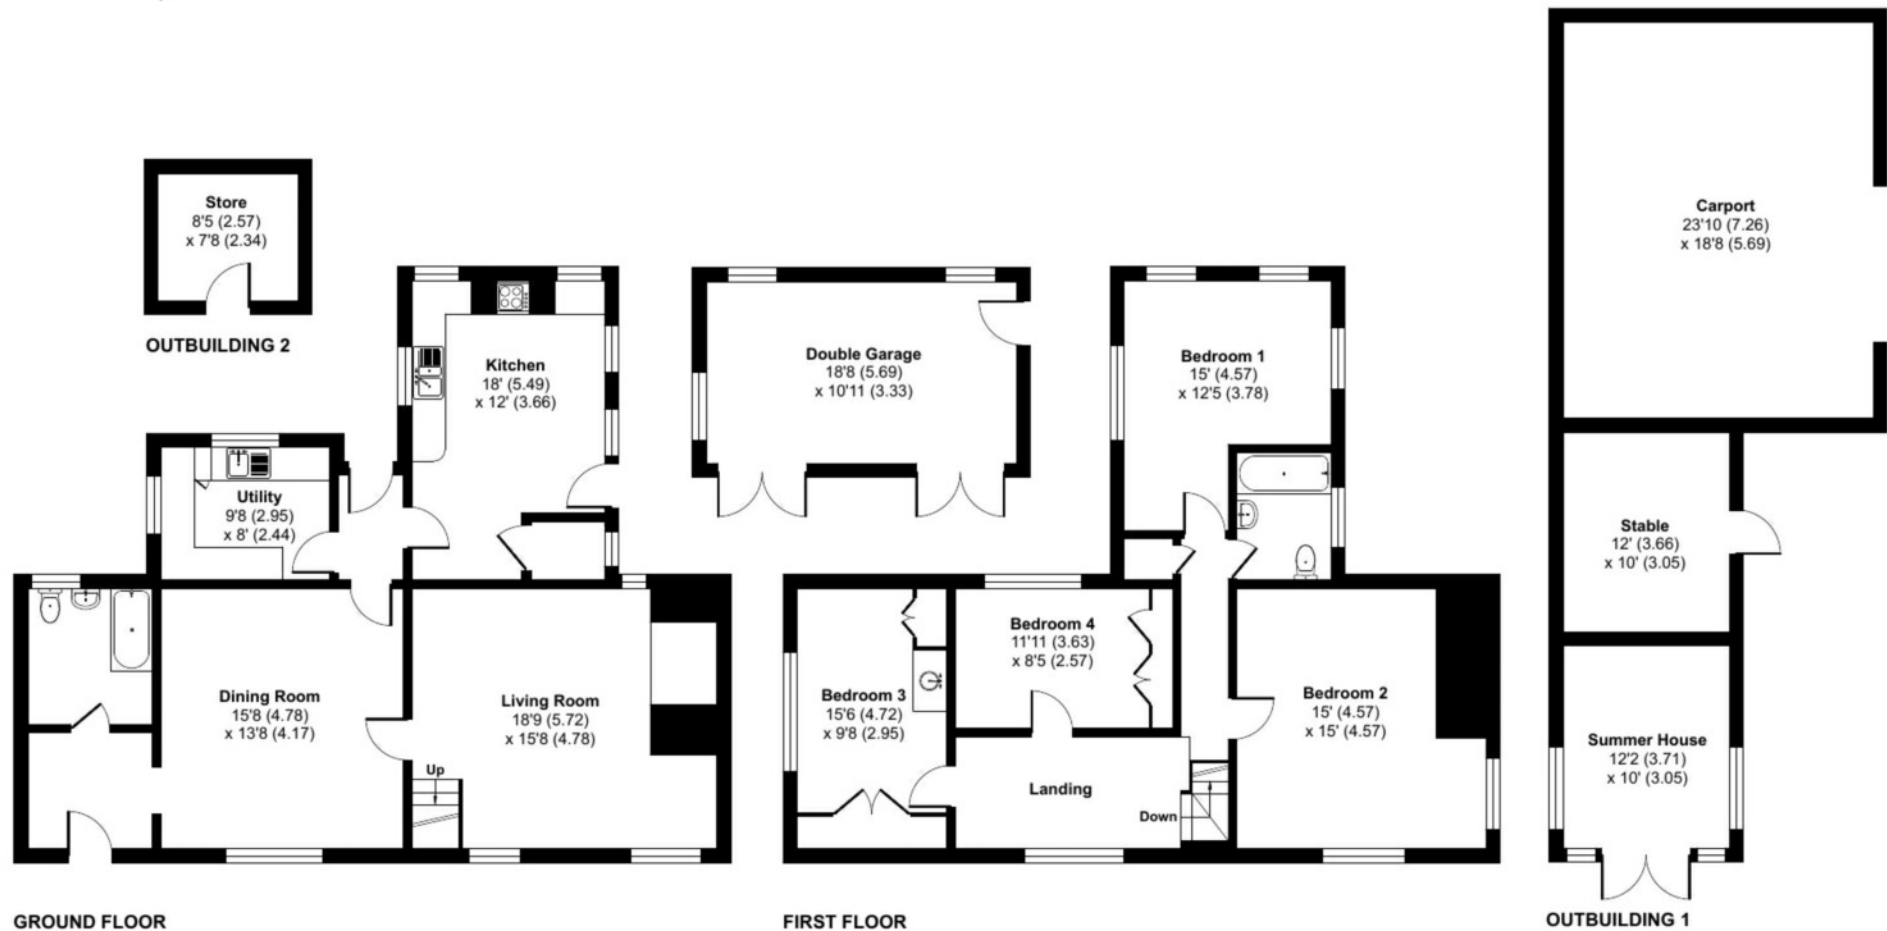 Store
8'5 (2.57)
x 7'8 (2.34)
OUTBUILDING 2
Kitchen
18' (5.49)
x 12' (3.66)
Utility
9'8 (2.95)
x 8' (2.44)
Dining Room
15'8 (4.78)
x 13'8 (4.17)
Living Room
18'9 (5.72)
x 15'8 (4.78)
Up
GROUND FLOOR
Double Garage
18'8 (5.69)
x 10'11 (3.33)
Bedroom 1
15' (4.57)
x 12'5 (3.78)
Bedroom 4
11'11 (3.63)
x 8'5 (2.57)
Bedroom 3
15'6 (4.72)
x 9'8 (2.95)
Bedroom 2
15' (4.57)
x 15' (4.57)
Landing
Down
FIRST FLOOR
Carport
23'10 (7.26)
x 18'8 (5.69)
Stable
12' (3.66)
x 10' (3.05)
Summer House
12'2 (3.71)
x 10' (3.05)
OUTBUILDING 1